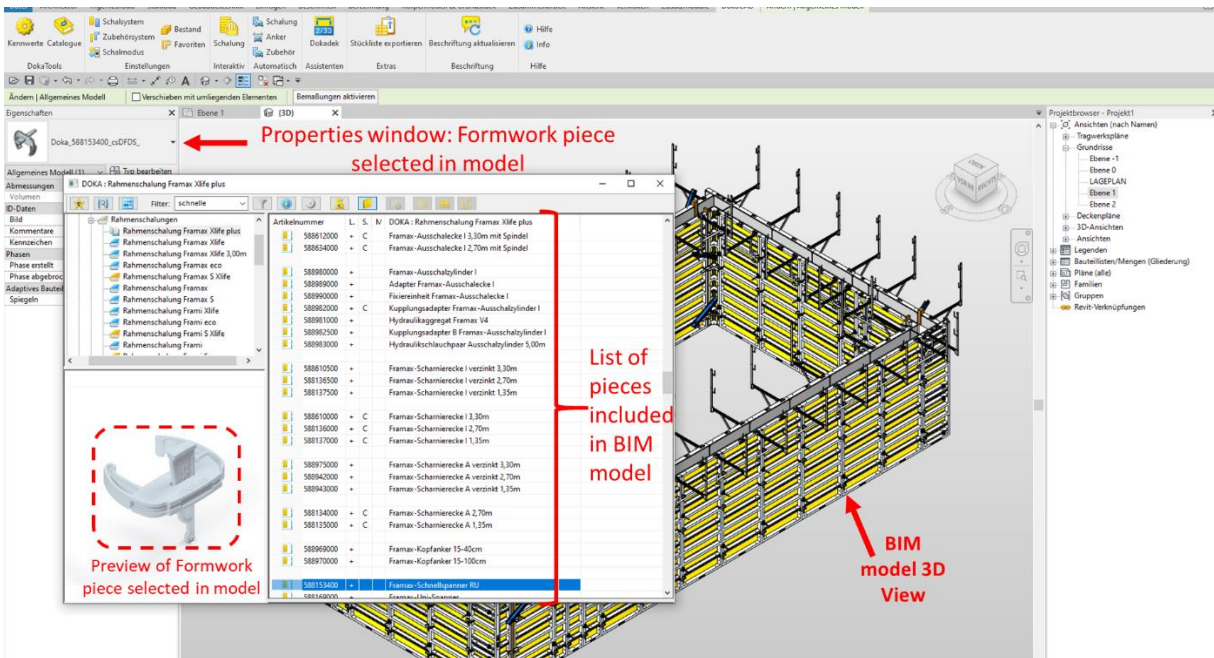 Schalsystem
Zubehörsystem
Schalmodus
Bestand
Favoriten
Schalung
Anker
Zubehör
Hilfe
Info
Kennwerte Catalogue
Schalung
Dokadek
Stückliste exportieren
Beschriftung aktualisieren
DokaTools
Einstellungen
Interaktiv
Automatisch
Assistenten
Extras
Beschriftung
Hilfe
Ändern | Allgemeines Modell
Verschieben mit umliegenden Elementen
Bemaßungen aktivieren
Eigenschaften
Ebene 1
(3D)
Projektbrowser - Projekt1
Doka_588153400_csDFDS_
Properties window: Formwork piece
selected in model
Allgemeines Modell (1)
Typ bearbeiten
Abmessungen
Volumen
ID-Daten
Bild
Kommentare
Kennzeichen
Phasen
Phase erstellt
Phase abgebroc
Adaptives Bauteil
Spiegeln
DOKA : Rahmenschalung Framax Xlife plus
Filter: schnelle
Rahmenschalungen
Rahmenschalung Framax Xlife plus
Rahmenschalung Framax Xlife
Rahmenschalung Framax Xlife 3,00m
Rahmenschalung Framax eco
Rahmenschalung Framax S Xlife
Rahmenschalung Framax
Rahmenschalung Framax S
Rahmenschalung Frami Xlife
Rahmenschalung Frami eco
Rahmenschalung Frami S Xlife
Rahmenschalung Frami
Artikelnummer L. S. M DOKA : Rahmenschalung Framax Xlife plus
588612000 + C Framax-Ausschalecke I 3,30m mit Spindel
588634000 + C Framax-Ausschalecke I 2,70m mit Spindel
588980000 + Framax-Ausschalzylinder I
588989000 + Adapter Framax-Ausschalecke I
588990000 + Fixiereinheit Framax-Ausschalecke I
588982000 + C Kupplungsadapter Framax-Ausschalzylinder I
588981000 + Hydraulikaggregat Framax V4
588982500 + Kupplungsadapter B Framax-Ausschalzylinder I
588983000 + Hydraulikschlauchpaar Ausschalzylinder 5,00m
588610500 + Framax-Scharnierecke I verzinkt 3,30m
588136500 + Framax-Scharnierecke I verzinkt 2,70m
588137500 + Framax-Scharnierecke I verzinkt 1,35m
588610000 + C Framax-Scharnierecke I 3,30m
588136000 + C Framax-Scharnierecke I 2,70m
588137000 + C Framax-Scharnierecke I 1,35m
588975000 + Framax-Scharnierecke A verzinkt 3,30m
588942000 + Framax-Scharnierecke A verzinkt 2,70m
588943000 + Framax-Scharnierecke A verzinkt 1,35m
588134000 + C Framax-Scharnierecke A 2,70m
588135000 + C Framax-Scharnierecke A 1,35m
588969000 + Framax-Kopfanker 15-40cm
588970000 + Framax-Kopfanker 15-100cm
588153400 + Framax-Schnellspanner RU
588169000 + Framax-Uni-Spanner
Preview of Formwork
piece selected in model
List of
pieces
included
in BIM
model
BIM
model 3D
View
Ansichten (nach Namen)
Tragwerkspläne
Grundrisse
Ebene -1
Ebene 0
LAGEPLAN
Ebene 1
Ebene 2
Deckenpläne
3D-Ansichten
Ansichten
Legenden
Bauteillisten/Mengen (Gliederung)
Pläne (alle)
Familien
Gruppen
Revit-Verknüpfungen